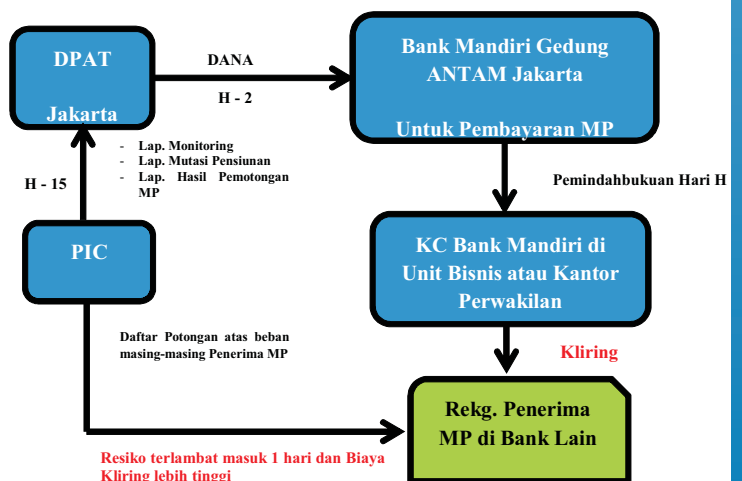 DPAT
Jakarta
DANA
H - 2
Bank Mandiri Gedung
ANTAM Jakarta
Untuk Pembayaran MP
- Lap. Monitoring
- Lap. Mutasi Pensiunan
- Lap. Hasil Pemotongan
MP
H - 15
Pemindahbukuan Hari H
PIC
KC Bank Mandiri di
Unit Bisnis atau Kantor
Perwakilan
Daftar Potongan atas beban
masing-masing Penerima MP
Kliring
Rekg. Penerima
MP di Bank Lain
Resiko terlambat masuk 1 hari dan Biaya
Kliring lebih tinggi